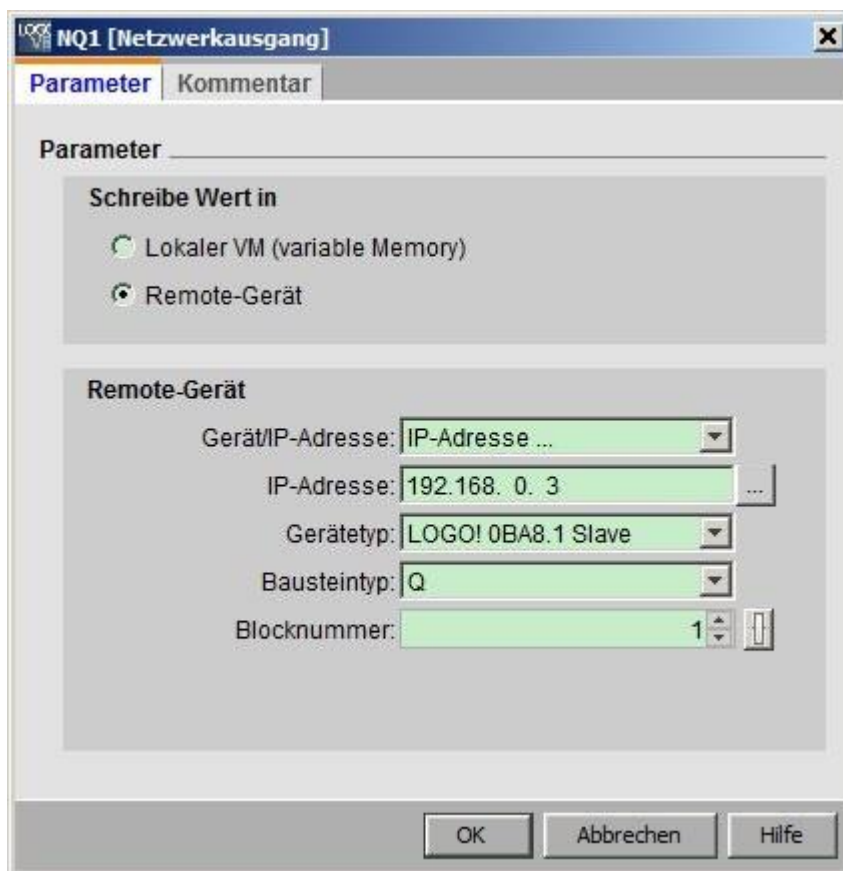 NQ1 [Netzwerkausgang]
Parameter Kommentar
Parameter
Schreibe Wert in
Lokaler VM (variable Memory)
Remote-Gerät
Remote-Gerät
Gerät/IP-Adresse: IP-Adresse ...
IP-Adresse: 192.168. 0. 3 ...
Gerätetyp: LOGO! 0BA8.1 Slave
Bausteintyp: Q
Blocknummer: 1
OK Abbrechen Hilfe